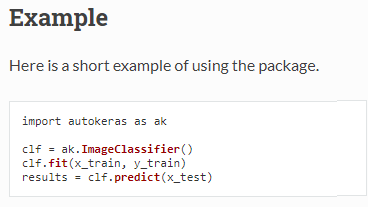 Example
Here is a short example of using the package.
import autokeras as ak
clf = ak.ImageClassifier()
clf.fit(x_train, y_train)
results = clf.predict(x_test)